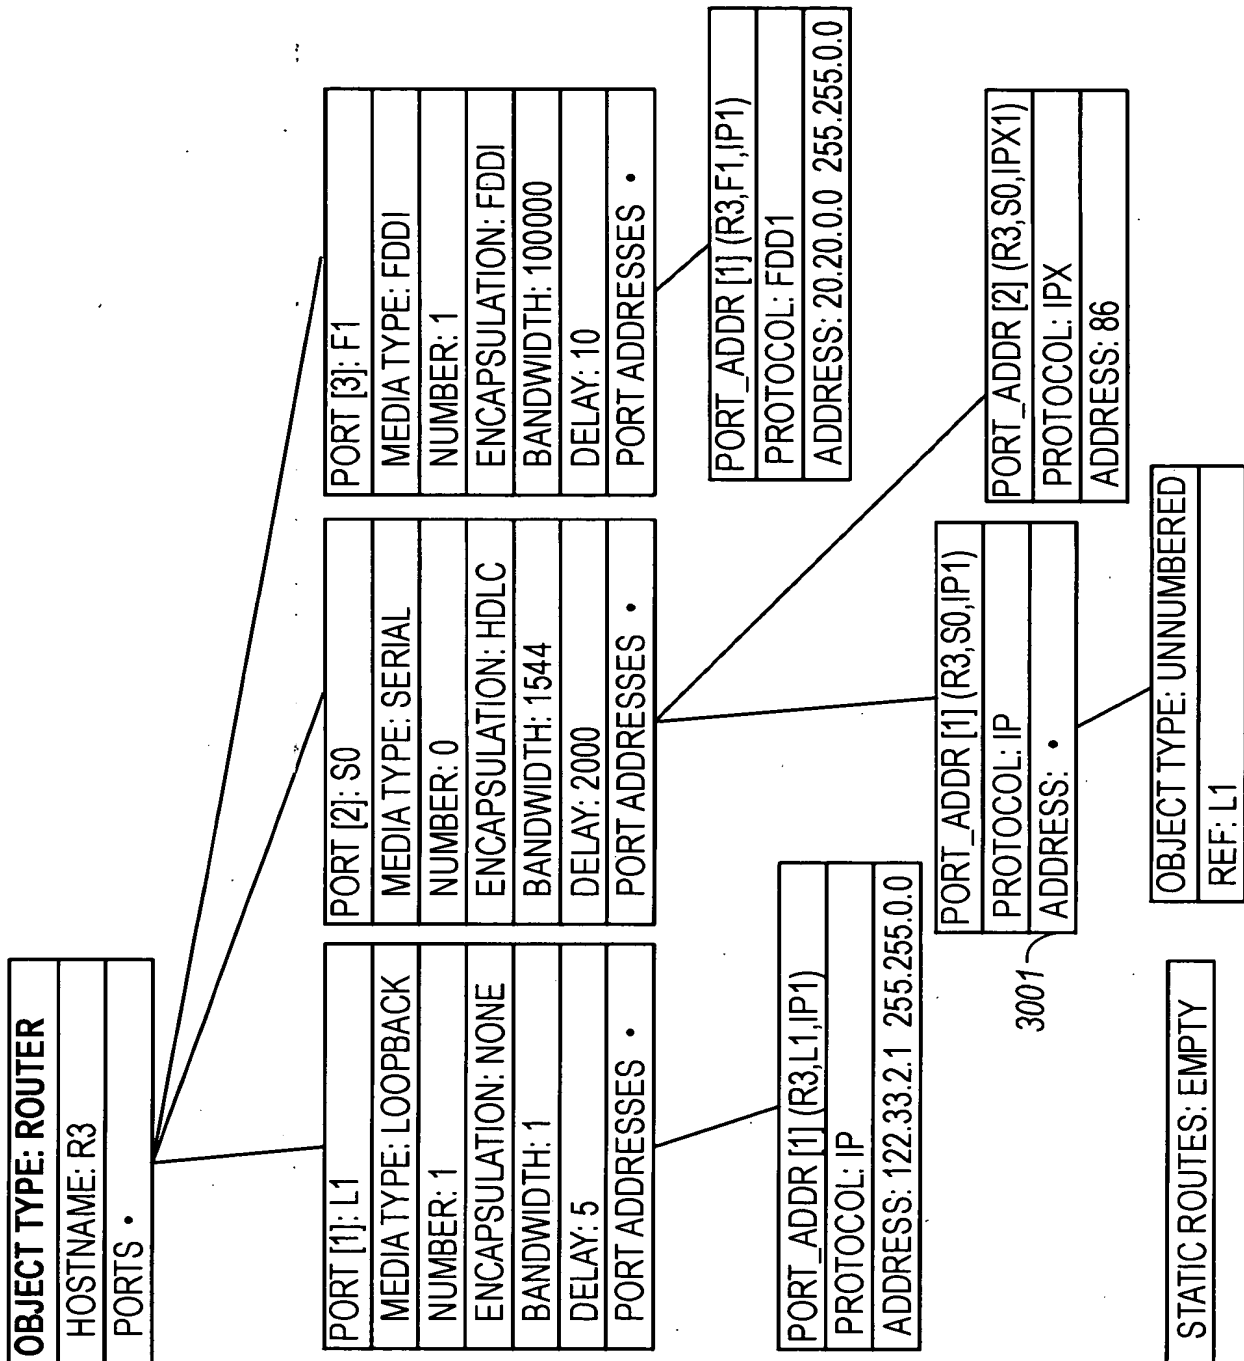 OBJECT TYPE: ROUTER
HOSTNAME: R3
PORTS •
PORT [1]: L1
MEDIA TYPE: LOOPBACK
NUMBER: 1
ENCAPSULATION: NONE
BANDWIDTH: 1
DELAY: 5
PORT ADDRESSES •
PORT [2]: S0
MEDIA TYPE: SERIAL
NUMBER: 0
ENCAPSULATION: HDLC
BANDWIDTH: 1544
DELAY: 2000
PORT ADDRESSES •
PORT [3]: F1
MEDIA TYPE: FDDI
NUMBER: 1
ENCAPSULATION: FDDI
BANDWIDTH: 100000
DELAY: 10
PORT ADDRESSES •
PORT_ADDR [1] (R3,L1,IP1)
PROTOCOL: IP
ADDRESS: 122.33.2.1 255.255.0.0
PORT_ADDR [1] (R3,F1,IP1)
PROTOCOL: FDD1
ADDRESS: 20.20.0.0 255.255.0.0
PORT_ADDR [1] (R3,S0,IP1)
PROTOCOL: IP
ADDRESS: •
3001
PORT_ADDR [2] (R3,S0,IPX1)
PROTOCOL: IPX
ADDRESS: 86
OBJECT TYPE: UNNUMBERED
REF: L1
STATIC ROUTES: EMPTY